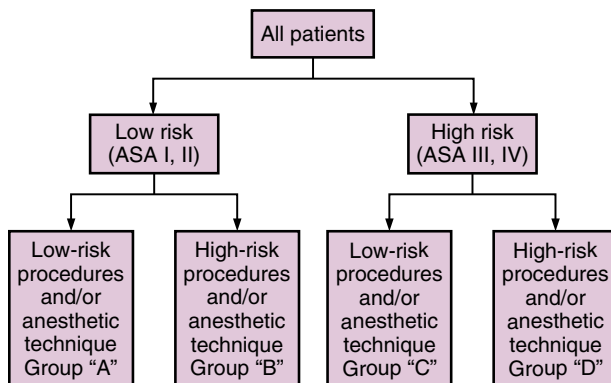 All patients
Low risk
(ASA I, II)
High risk
(ASA III, IV)
Low-risk
procedures
and/or
anesthetic
technique
Group “A”
High-risk
procedures
and/or
anesthetic
technique
Group “B”
Low-risk
procedures
and/or
anesthetic
technique
Group “C”
High-risk
procedures
and/or
anesthetic
technique
Group “D”